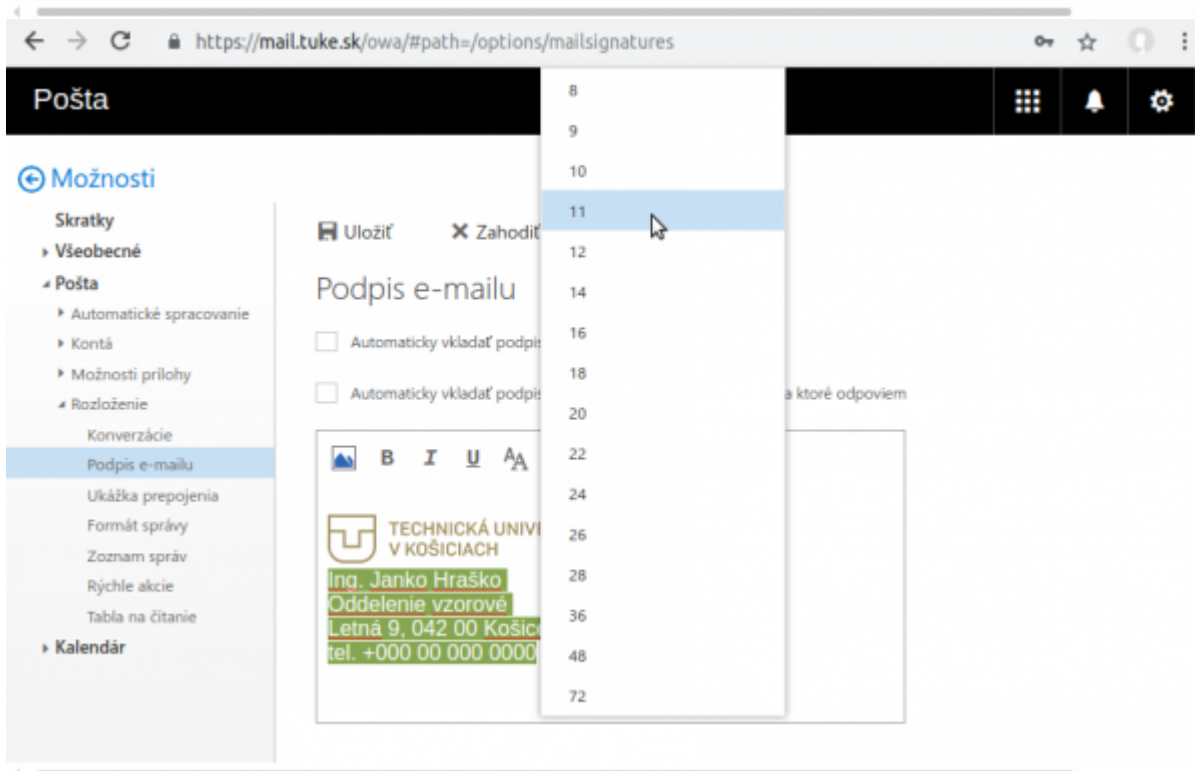 https://mail.tuke.sk/owa/#path=/options/mailsignatures
Pošta
Možnosti
Skratky
Všeobecné
Pošta
Automatické spracovanie
Kontá
Možnosti prílohy
Rozloženie
Konverzácie
Podpis e-mailu
Ukážka prepojenia
Formát správy
Zoznam správ
Rýchle akcie
Tabla na čítanie
Kalendár
Uložiť Zahodiť
Podpis e-mailu
Automaticky vkladať podpis
Automaticky vkladať podpis a ktoré odpoviem
B I U AA
TECHNICKÁ UNIVE
V KOŠICIACH
Ing. Janko Hraško
Oddelenie vzorové
Letná 9, 042 00 Košice
tel. +000 00 000 0000
8
9
10
11
12
14
16
18
20
22
24
26
28
36
48
72